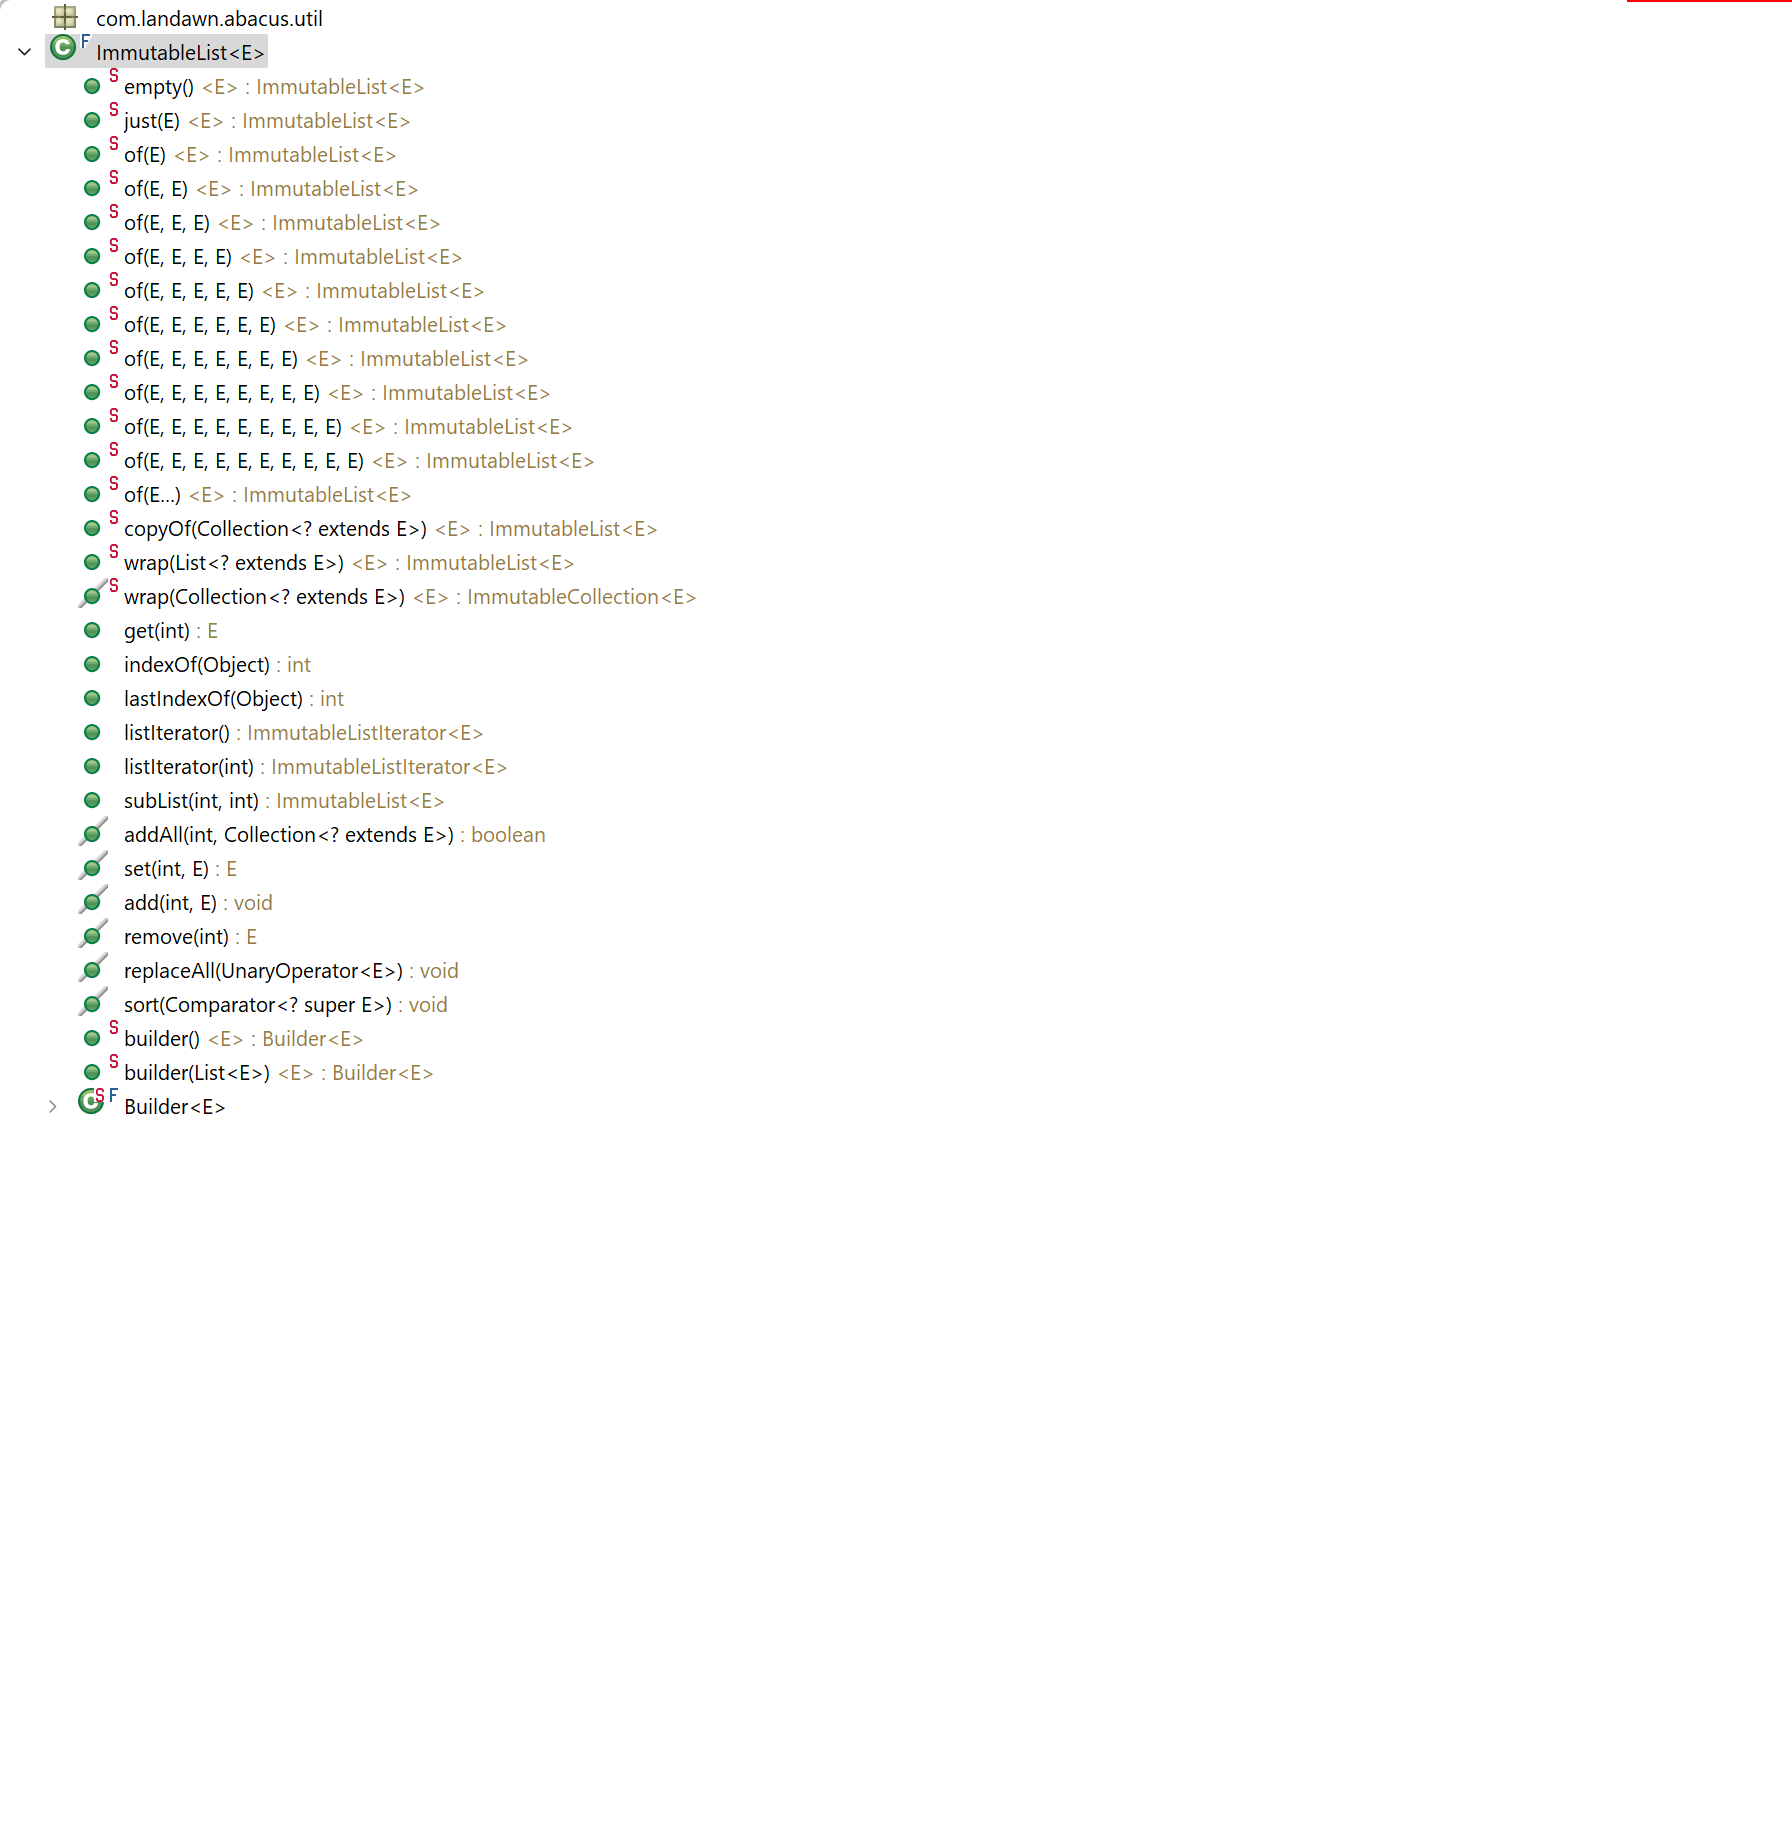 com.landawn.abacus.util
ImmutableList<E>
empty() <E> : ImmutableList<E>
just(E) <E> : ImmutableList<E>
of(E) <E> : ImmutableList<E>
of(E, E) <E> : ImmutableList<E>
of(E, E, E) <E> : ImmutableList<E>
of(E, E, E, E) <E> : ImmutableList<E>
of(E, E, E, E, E) <E> : ImmutableList<E>
of(E, E, E, E, E, E) <E> : ImmutableList<E>
of(E, E, E, E, E, E, E) <E> : ImmutableList<E>
of(E, E, E, E, E, E, E, E) <E> : ImmutableList<E>
of(E, E, E, E, E, E, E, E, E) <E> : ImmutableList<E>
of(E, E, E, E, E, E, E, E, E, E) <E> : ImmutableList<E>
of(E...) <E> : ImmutableList<E>
copyOf(Collection<? extends E>) <E> : ImmutableList<E>
wrap(List<? extends E>) <E> : ImmutableList<E>
wrap(Collection<? extends E>) <E> : ImmutableCollection<E>
get(int) : E
indexOf(Object) : int
lastIndexOf(Object) : int
listIterator() : ImmutableListIterator<E>
listIterator(int) : ImmutableListIterator<E>
subList(int, int) : ImmutableList<E>
addAll(int, Collection<? extends E>) : boolean
set(int, E) : E
add(int, E) : void
remove(int) : E
replaceAll(UnaryOperator<E>) : void
sort(Comparator<? super E>) : void
builder() <E> : Builder<E>
builder(List<E>) <E> : Builder<E>
Builder<E>